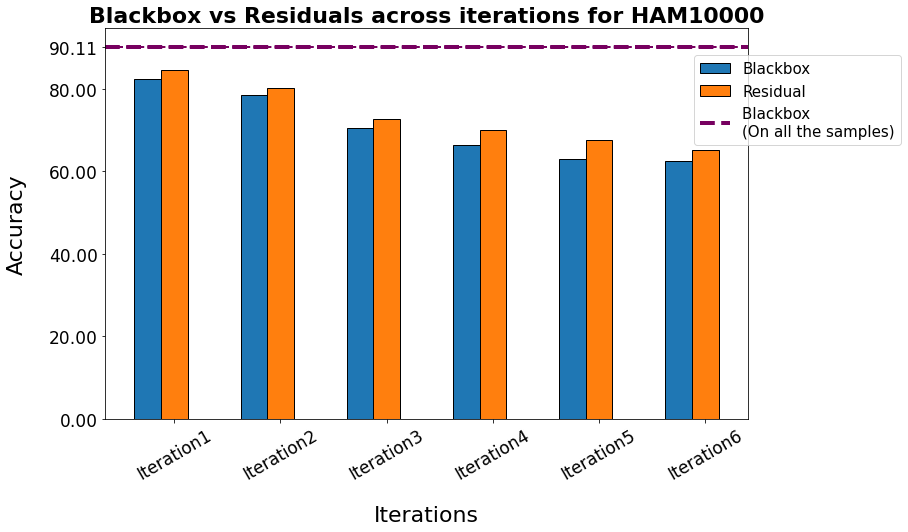 Blackbox vs Residuals across iterations for HAM10000
90.11
80.00
60.00
40.00
20.00
0.00
Accuracy
Blackbox
Residual
Blackbox
(On all the samples)
Iteration1
Iteration2
Iteration3
Iteration4
Iteration5
Iteration6
Iterations